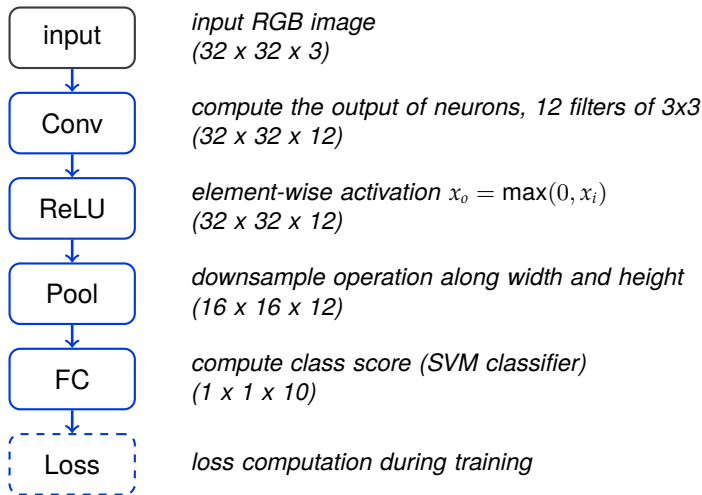 input
input RGB image
(32 x 32 x 3)
Conv
compute the output of neurons, 12 filters of 3x3
(32 x 32 x 12)
ReLU
element-wise activation xₒ = max(0, xᵢ)
(32 x 32 x 12)
Pool
downsample operation along width and height
(16 x 16 x 12)
FC
compute class score (SVM classifier)
(1 x 1 x 10)
Loss
loss computation during training